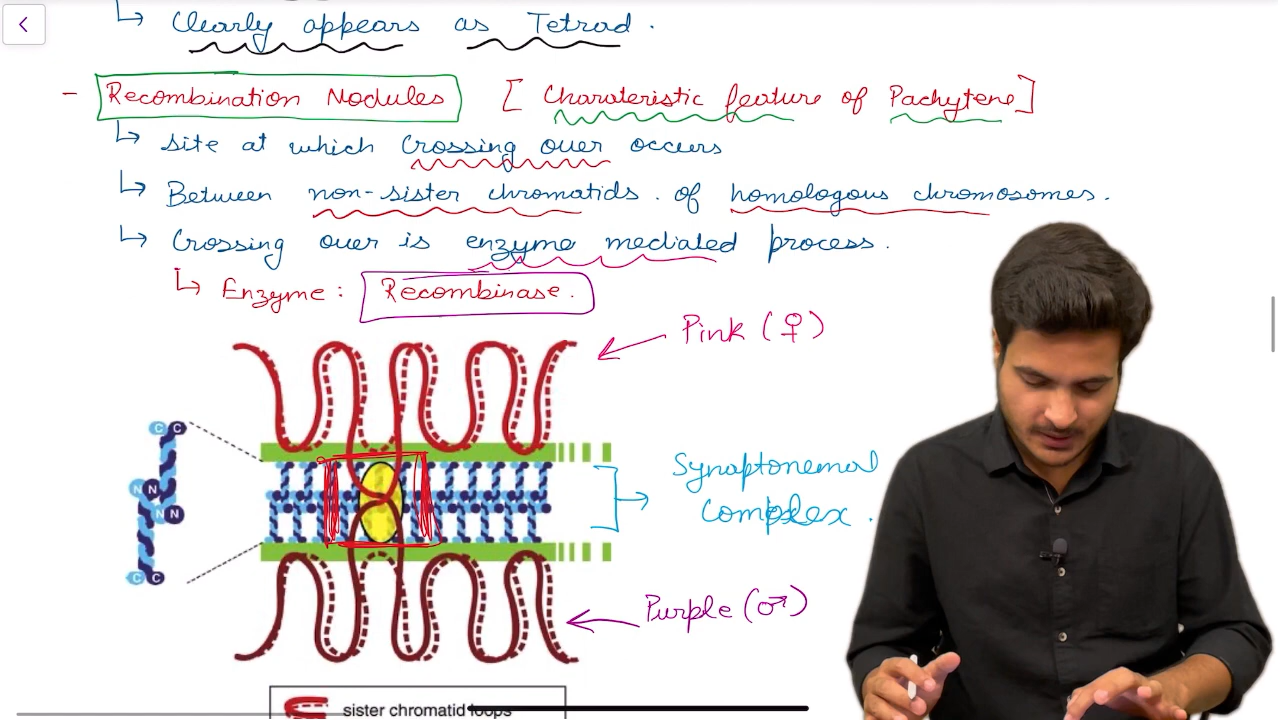 ↳ Clearly appears as Tetrad.
- Recombination Nodules [Charateristic feature of Pachytene]
↳ Site at which Crossing over occurs
↳ Between non-sister chromatids. of homologous chromosomes.
↳ Crossing over is enzyme mediated process.
↳ Enzyme: Recombinase.
Pink (♀)
C C
N N
N N
C C
Synaptonemal
Complex.
Purple (♂)
sister chromatid loops